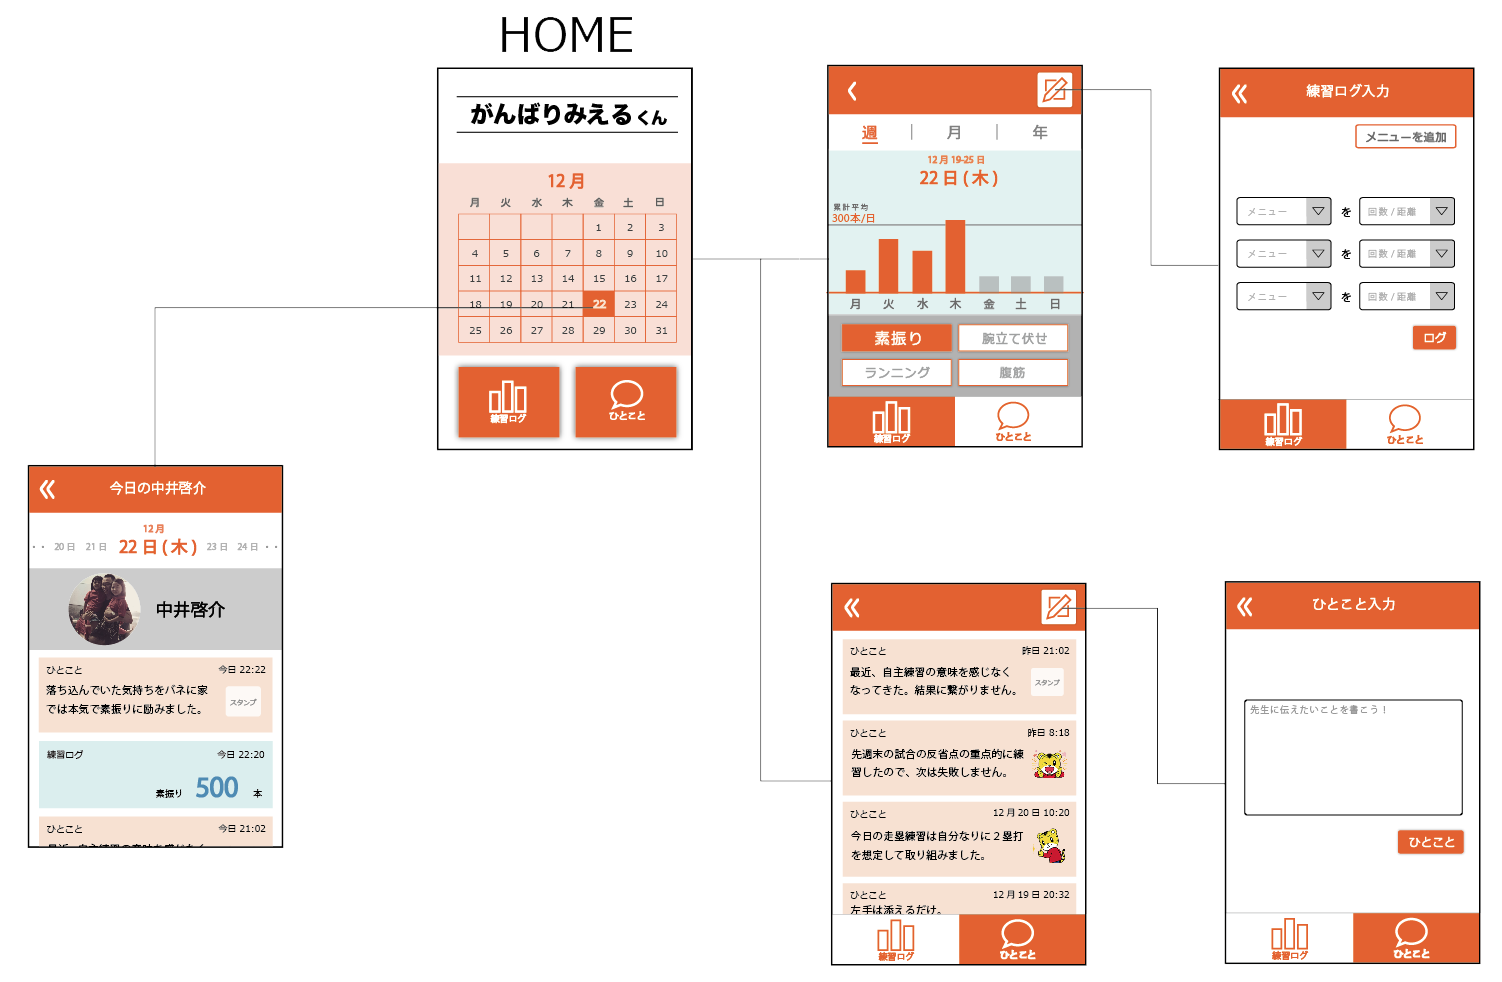 HOME
がんばりみえるくん
12月
月 火 水 木 金 土 日
1 2 3
4 5 6 7 8 9 10
11 12 13 14 15 16 17
18 19 20 21 22 23 24
25 26 27 28 29 30 31
練習ログ
ひとこと
週 | 月 | 年
12月 19-25 日
22日(木)
累計平均
300本/日
月 火 水 木 金 土 日
素振り 腕立て伏せ
ランニング 腹筋
練習ログ
ひとこと
練習ログ入力
メニューを追加
メニュー を 回数/距離
メニュー を 回数/距離
メニュー を 回数/距離
ログ
練習ログ
ひとこと
今日の中井啓介
12月
・・ 20日 21日 22日(木) 23日 24日 ・・
中井啓介
ひとこと 今日 22:22
落ち込んでいた気持ちをバネに家
では本気で素振りに励みました。
スタンプ
練習ログ 今日 22:20
素振り 500 本
ひとこと 今日 21:02
最近、自主練習の意味を感じなく
ひとこと 昨日 21:02
最近、自主練習の意味を感じなく
なってきた。結果に繋がりません。
スタンプ
ひとこと 昨日 8:18
先週末の試合の反省点の重点的に練
習したので、次は失敗しません。
ひとこと 12月20日 10:20
今日の走塁練習は自分なりに２塁打
を想定して取り組みました。
ひとこと 12月19日 20:32
左手は添えるだけ。
練習ログ
ひとこと
ひとこと入力
先生に伝えたいことを書こう！
ひとこと
練習ログ
ひとこと